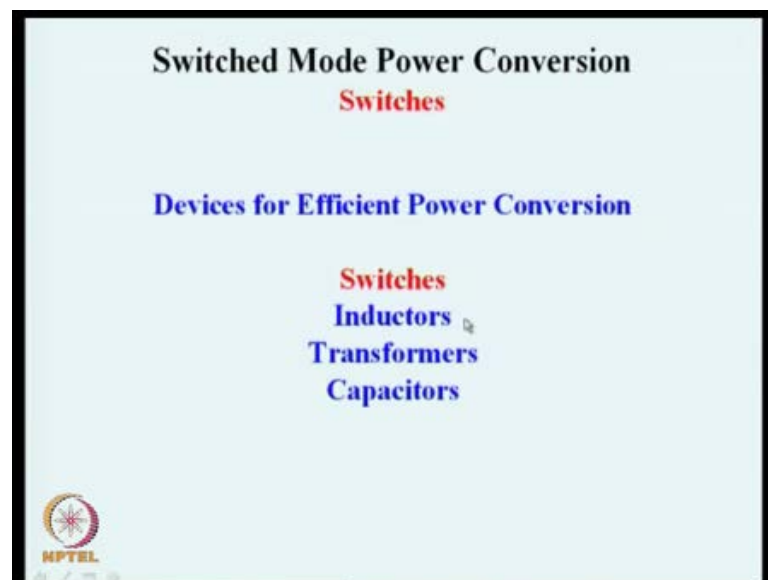 Switched Mode Power Conversion
Switches
Devices for Efficient Power Conversion
Switches
Inductors
Transformers
Capacitors
NPTEL